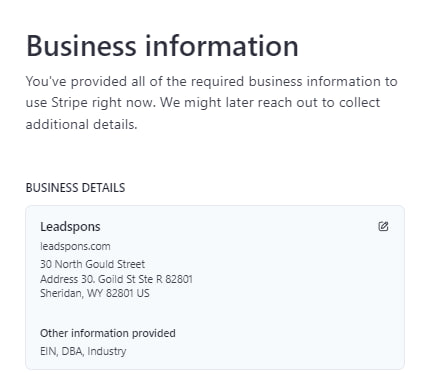 Business information
You've provided all of the required business information to
use Stripe right now. We might later reach out to collect
additional details.
BUSINESS DETAILS
Leadspons
leadspons.com
30 North Gould Street
Address 30. Goild St Ste R 82801
Sheridan, WY 82801 US
Other information provided
EIN, DBA, Industry